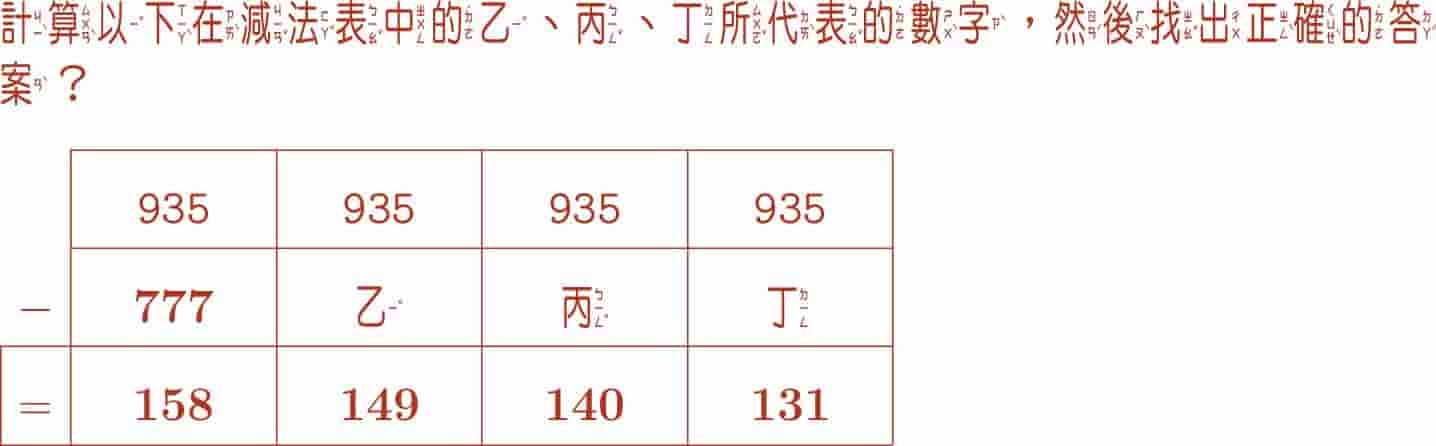 計算以下在減法表中的乙、丙、丁所代表的數字，然後找出正確的答
案？
935 935 935 935
− 777 乙 丙 丁
= 158 149 140 131